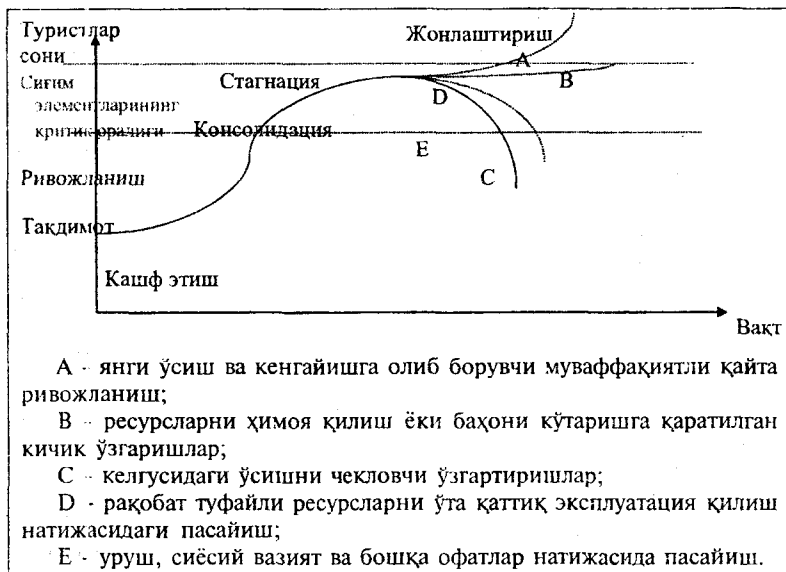 Туристлар
сони
Жонлаштириш
A
B
Сиғим
элементларининг
критик оралиғи
Стагнация
D
Консолидация
E
Ривожланиш
C
Тақдимот
Кашф этиш
Вақт
A - янги ўсиш ва кенгайишга олиб борувчи муваффақиятли қайта
ривожланиш;
B - ресурсларни ҳимоя қилиш ёки баҳони кўтаришга қаратилган
кичик ўзгаришлар;
C - келгусидаги ўсишни чекловчи ўзгартиришлар;
D - рақобат туфайли ресурсларни ўта қаттиқ эксплуатация қилиш
натижасидаги пасайиш;
E - уруш, сиёсий вазият ва бошқа офатлар натижасида пасайиш.